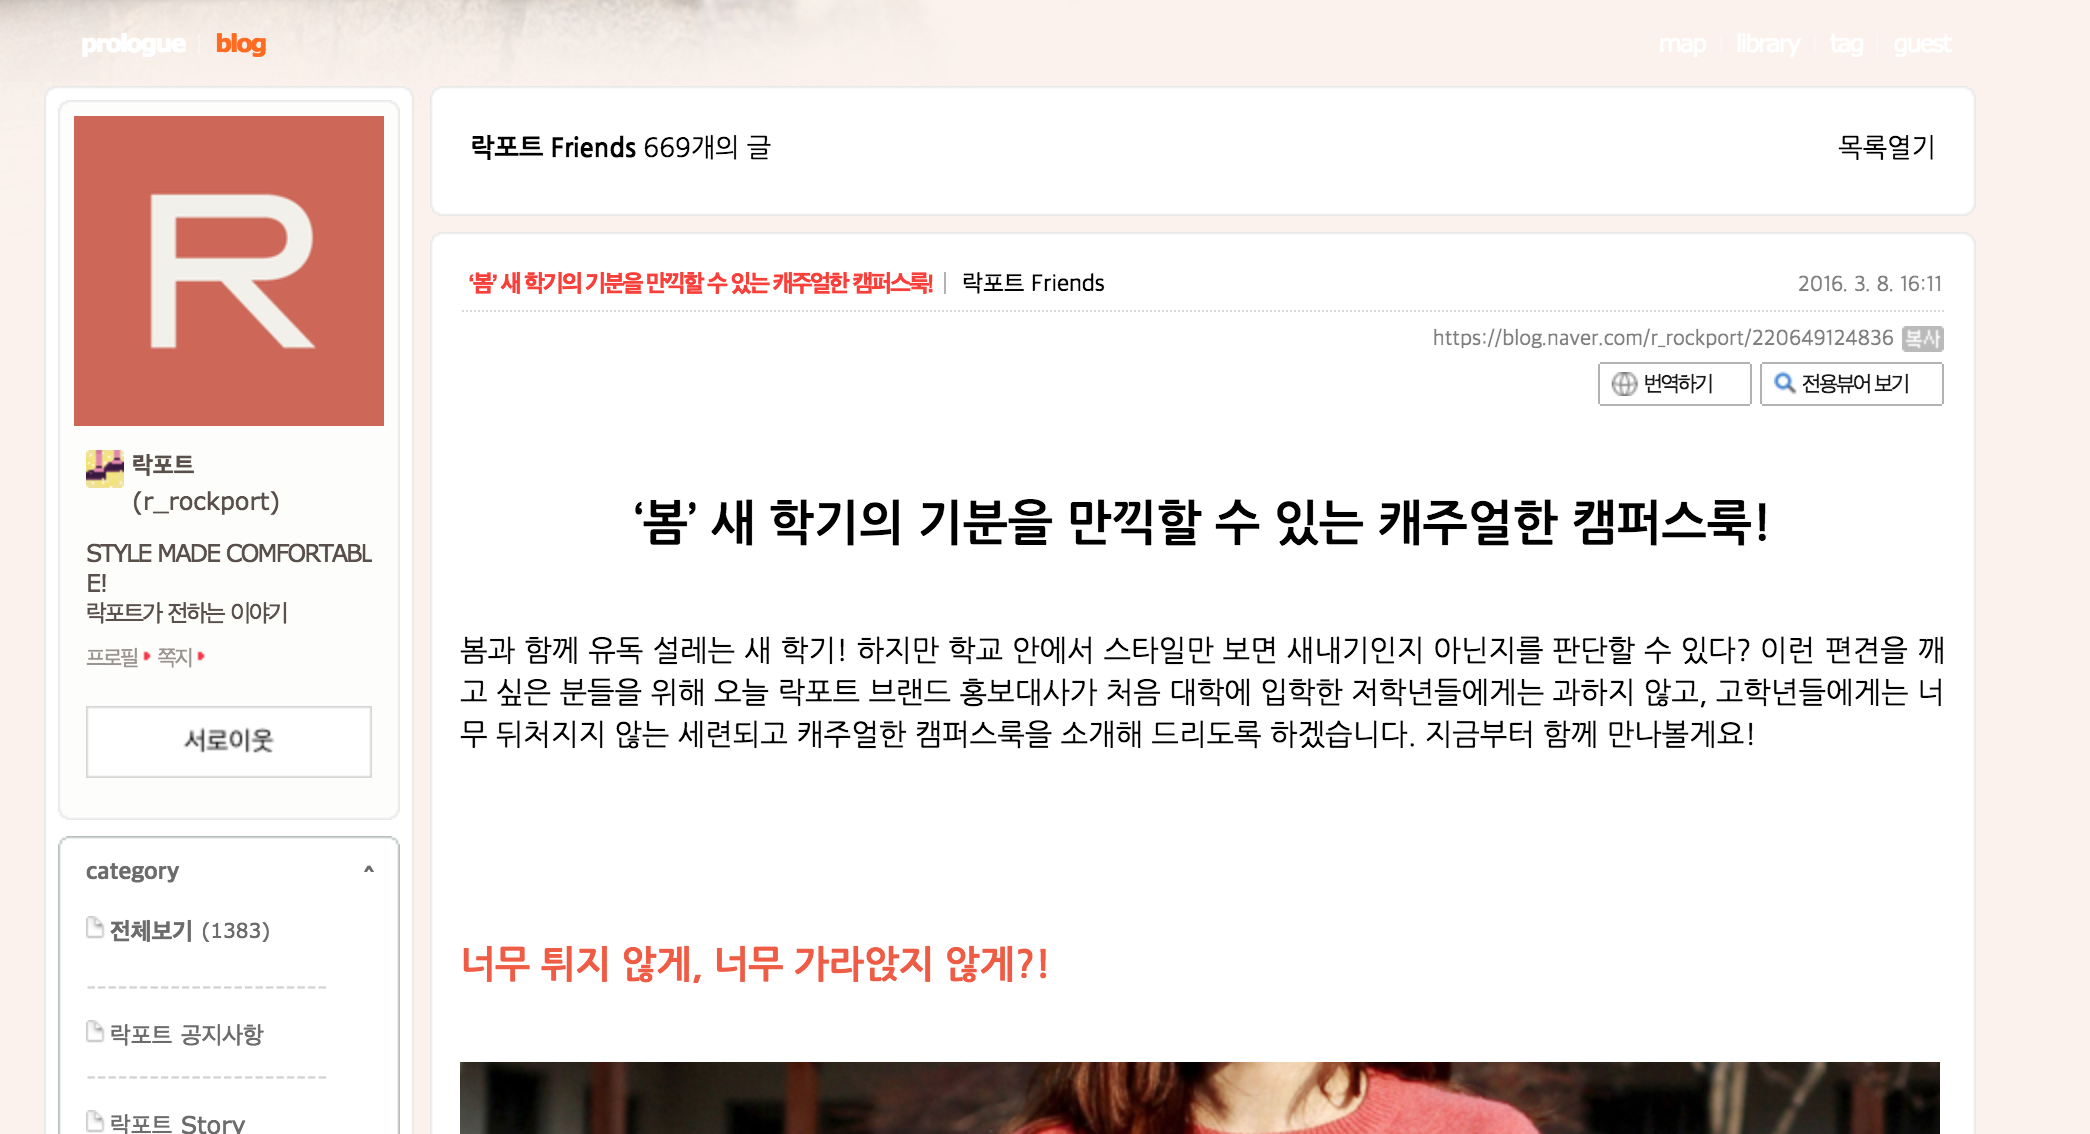 prologue
blog
map
library
tag
guest
R
락포트
(r_rockport)
STYLE MADE COMFORTABL
E!
락포트가 전하는 이야기
프로필 쪽지
서로이웃
category
전체보기 (1383)
락포트 공지사항
락포트 Story
락포트 Friends 669개의 글
목록열기
‘봄’ 새 학기의 기분을 만끽할 수 있는 캐주얼한 캠퍼스룩! 락포트 Friends
2016. 3. 8. 16:11
https://blog.naver.com/r_rockport/220649124836 복사
번역하기
전용뷰어 보기
‘봄’ 새 학기의 기분을 만끽할 수 있는 캐주얼한 캠퍼스룩!
봄과 함께 유독 설레는 새 학기! 하지만 학교 안에서 스타일만 보면 새내기인지 아닌지를 판단할 수 있다? 이런 편견을 깨
고 싶은 분들을 위해 오늘 락포트 브랜드 홍보대사가 처음 대학에 입학한 저학년들에게는 과하지 않고, 고학년들에게는 너
무 뒤처지지 않는 세련되고 캐주얼한 캠퍼스룩을 소개해 드리도록 하겠습니다. 지금부터 함께 만나볼게요!
너무 튀지 않게, 너무 가라앉지 않게?!